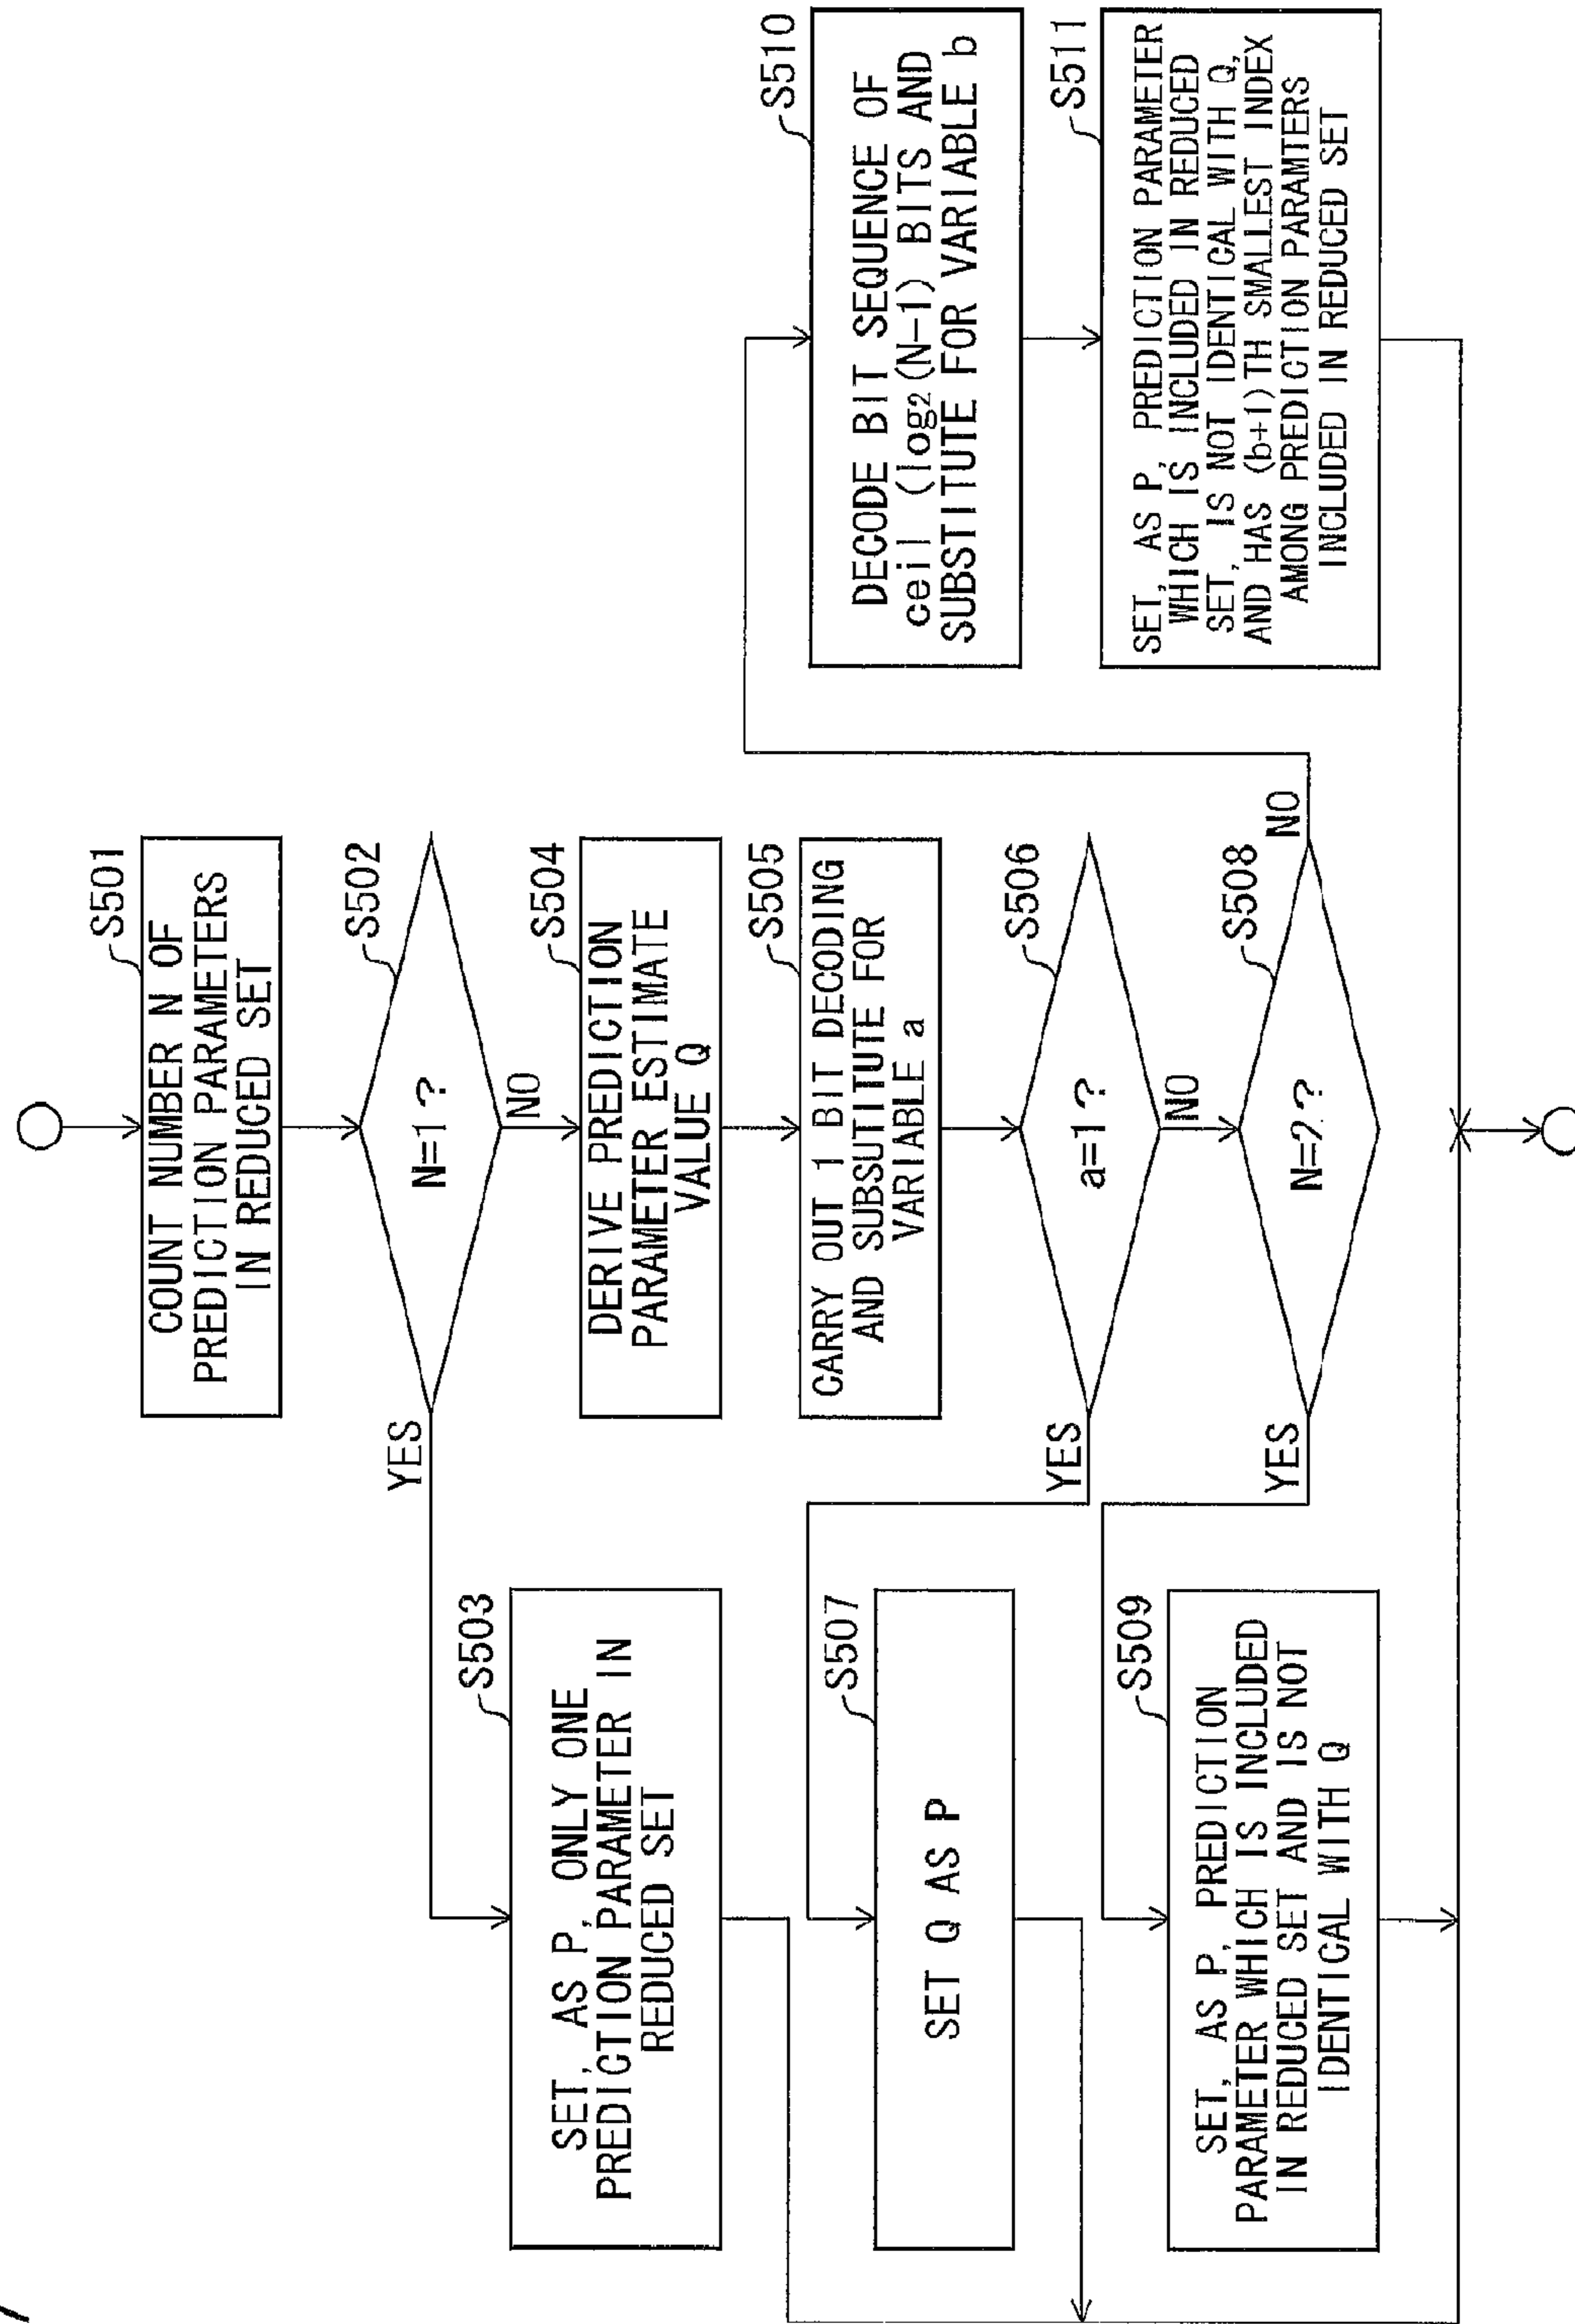 S501
COUNT NUMBER N OF
PREDICTION PARAMETERS
IN REDUCED SET
S502
N=1?
YES
NO
S503
SET, AS P, ONLY ONE
PREDICTION PARAMETER IN
REDUCED SET
S504
DERIVE PREDICTION
PARAMETER ESTIMATE
VALUE Q
S505
CARRY OUT 1 BIT DECODING
AND SUBSTITUTE FOR
VARIABLE a
S506
a=1?
YES
NO
S507
SET Q AS P
S508
N=2?
YES
NO
S509
SET, AS P, PREDICTION
PARAMETER WHICH IS INCLUDED
IN REDUCED SET AND IS NOT
IDENTICAL WITH Q
S510
DECODE BIT SEQUENCE OF
ceil (log₂(N-1) BITS AND
SUBSTITUTE FOR VARIABLE b
S511
SET, AS P, PREDICTION PARAMETER
WHICH IS INCLUDED IN REDUCED
SET, IS NOT IDENTICAL WITH Q,
AND HAS (b+1)TH SMALLEST INDEX
AMONG PREDICTION PARAMTERS
INCLUDED IN REDUCED SET